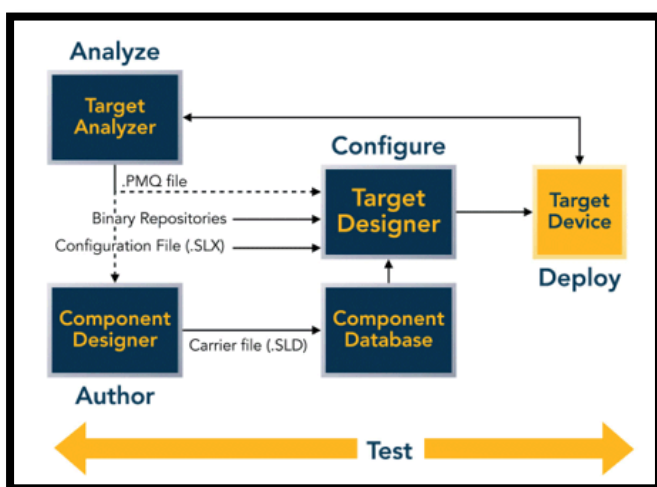 Analyze
Target
Analyzer
Configure
.PMQ file
Target
Designer
Target
Device
Binary Repositories
Configuration File (.SLX)
Deploy
Component
Designer
Carrier file (.SLD)
Component
Database
Author
Test